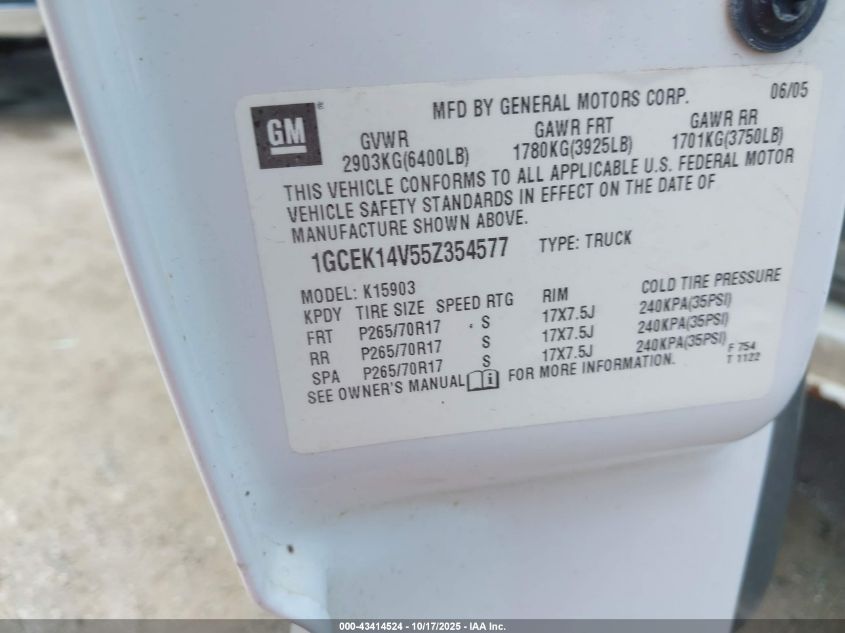 GM®
MFD BY GENERAL MOTORS CORP. 06/05
GVWR GAWR FRT GAWR RR
2903KG(6400LB) 1780KG(3925LB) 1701KG(3750LB)
THIS VEHICLE CONFORMS TO ALL APPLICABLE U.S. FEDERAL MOTOR
VEHICLE SAFETY STANDARDS IN EFFECT ON THE DATE OF
MANUFACTURE SHOWN ABOVE.
1GCEK14V55Z354577 TYPE: TRUCK
MODEL: K15903
KPDY TIRE SIZE SPEED RTG RIM COLD TIRE PRESSURE
FRT P265/70R17 S 17X7.5J 240KPA(35PSI)
RR P265/70R17 S 17X7.5J 240KPA(35PSI)
SPA P265/70R17 S 17X7.5J 240KPA(35PSI)
SEE OWNER'S MANUAL FOR MORE INFORMATION.
F 754
T 1122
000-43414524 - 10/17/2025 - IAA Inc.